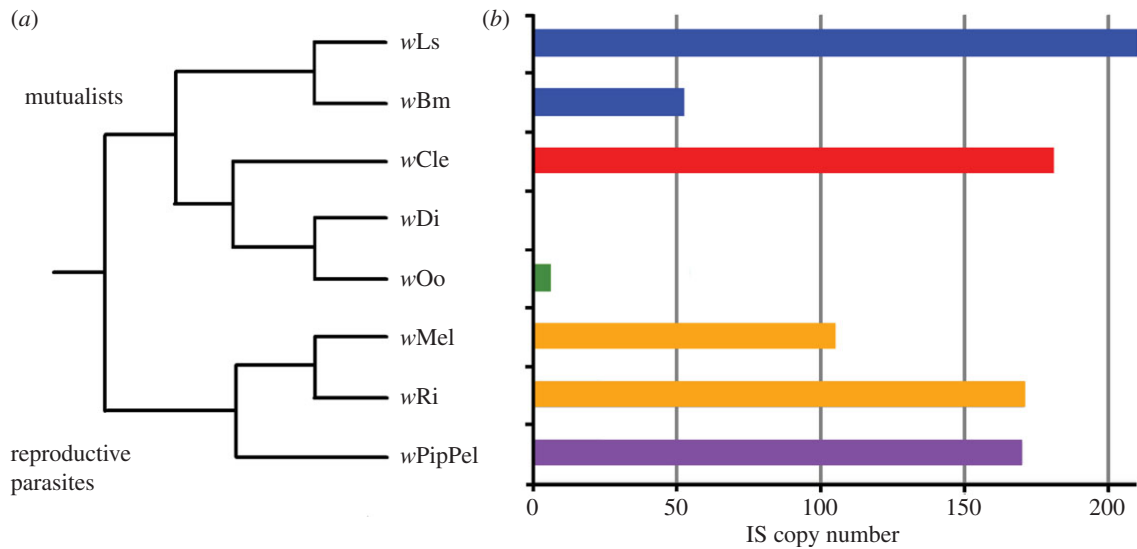 (a)
(b)
mutualists
wLs
wBm
wCle
wDi
wOo
wMel
wRi
wPipPel
reproductive
parasites
0
50
100
150
200
IS copy number